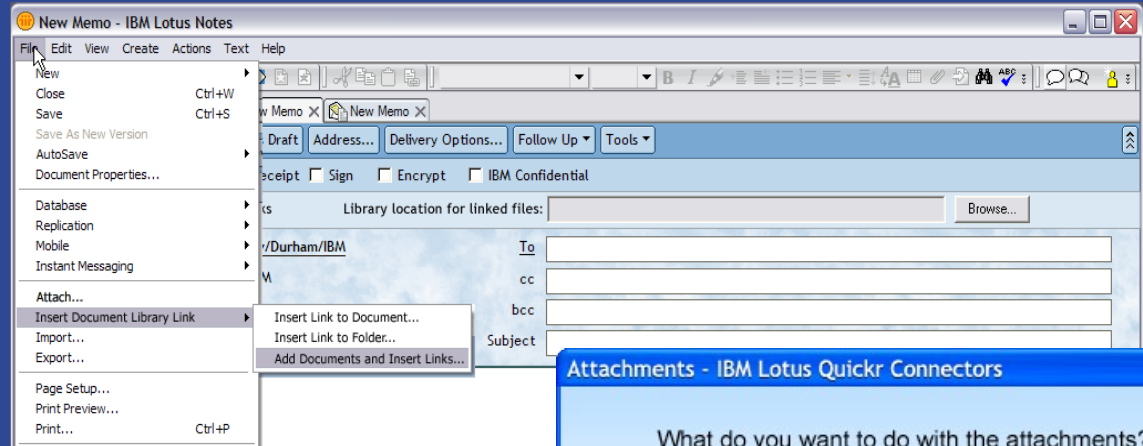 New Memo - IBM Lotus Notes
File Edit View Create Actions Text Help
New
Close Ctrl+W
Save Ctrl+S
Save As New Version
AutoSave
Document Properties...
Database
Replication
Mobile
Instant Messaging
Attach...
Insert Document Library Link
Import...
Export...
Page Setup...
Print Preview...
Print... Ctrl+P
Insert Link to Document...
Insert Link to Folder...
Add Documents and Insert Links...
B I ABC
Memo New Memo
Draft Address... Delivery Options... Follow Up Tools
Sign Encrypt IBM Confidential
Library location for linked files: Browse...
/Durham/IBM To
cc
bcc
Subject
Attachments - IBM Lotus Quickr Connectors
What do you want to do with the attachments?